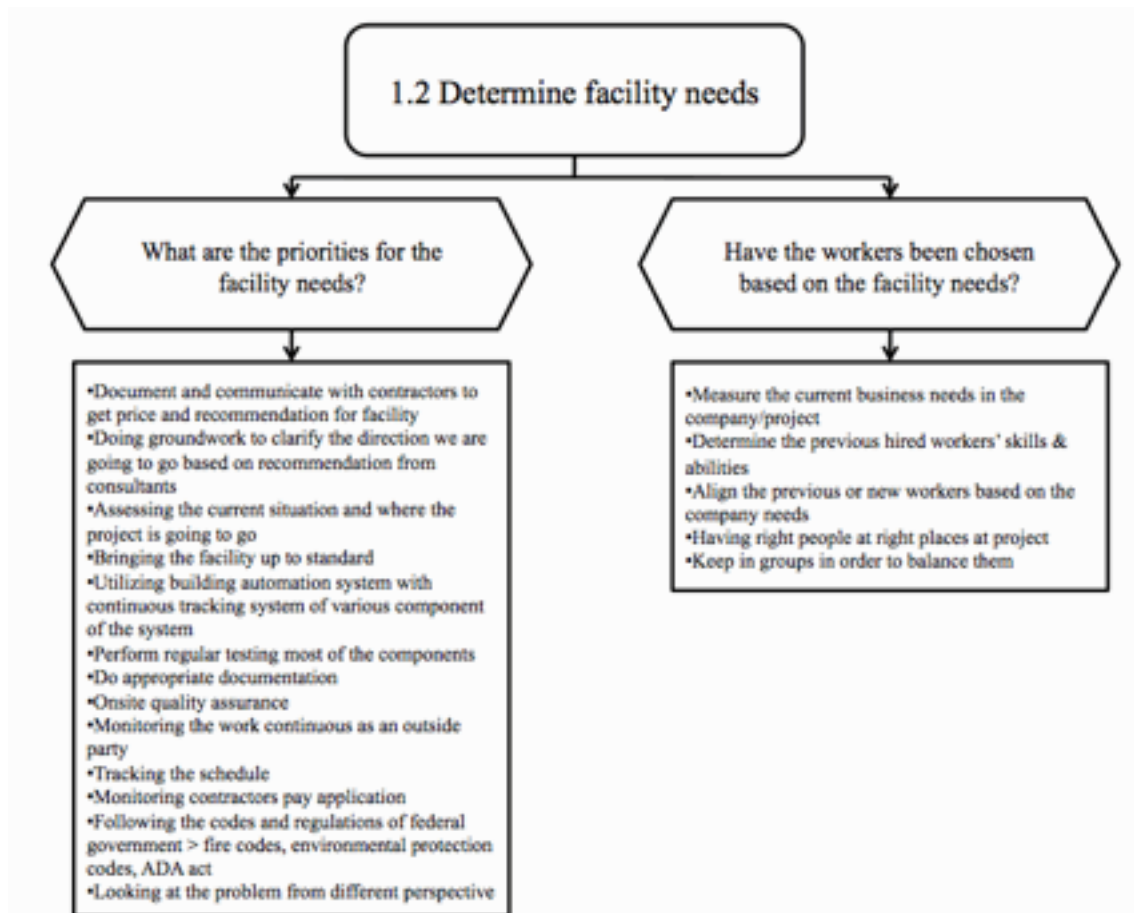 1.2 Determine facility needs
What are the priorities for the
facility needs?
Have the workers been chosen
based on the facility needs?
•Document and communicate with contractors to
get price and recommendation for facility
•Doing groundwork to clarify the direction we are
going to go based on recommendation from
consultants
•Assessing the current situation and where the
project is going to go
•Bringing the facility up to standard
•Utilizing building automation system with
continuous tracking system of various component
of the system
•Perform regular testing most of the components
•Do appropriate documentation
•Onsite quality assurance
•Monitoring the work continuous as an outside
party
•Tracking the schedule
•Monitoring contractors pay application
•Following the codes and regulations of federal
government > fire codes, environmental protection
codes, ADA act
•Looking at the problem from different perspective
•Measure the current business needs in the
company/project
•Determine the previous hired workers' skills &
abilities
•Align the previous or new workers based on the
company needs
•Having right people at right places at project
•Keep in groups in order to balance them